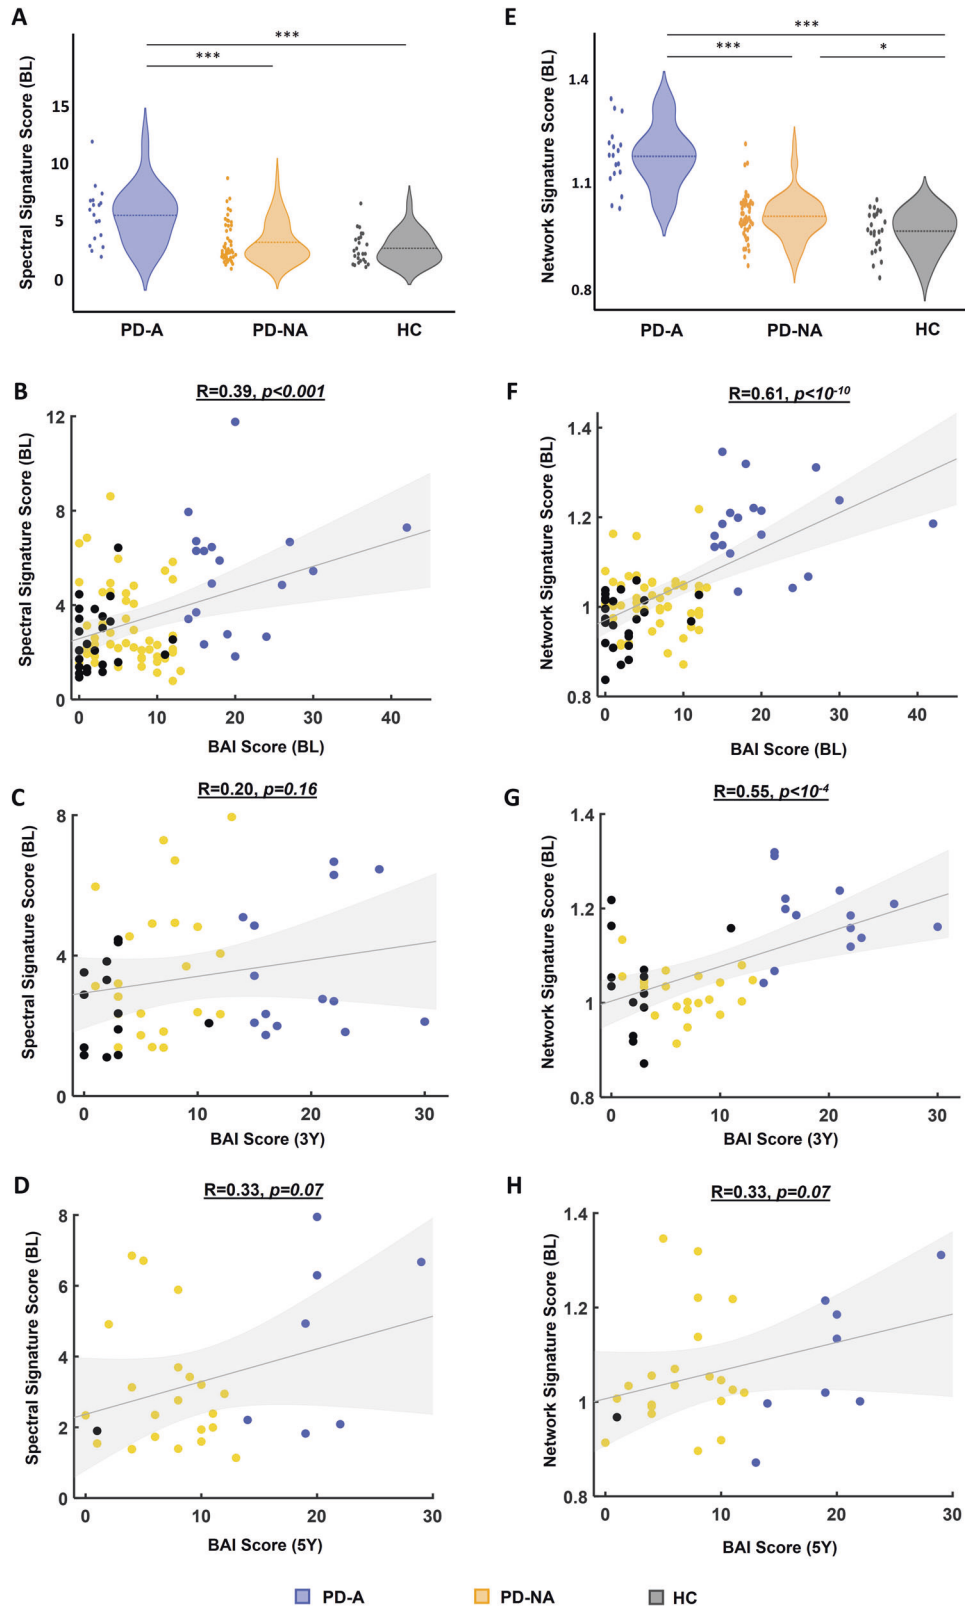 A
Spectral Signature Score (BL)
***
***
15
10
5
0
PD-A PD-NA HC
E
Network Signature Score (BL)
***
*** *
1.4
1.1
0.8
PD-A PD-NA HC
B
R=0.39, p<0.001
Spectral Signature Score (BL)
12
8
4
0
0 10 20 30 40
BAI Score (BL)
F
R=0.61, p<10-10
Network Signature Score (BL)
1.4
1.2
1
0.8
0 10 20 30 40
BAI Score (BL)
C
R=0.20, p=0.16
Spectral Signature Score (BL)
8
4
0
0 10 20 30
BAI Score (3Y)
G
R=0.55, p<10-4
Network Signature Score (BL)
1.4
1.2
1
0.8
0 10 20 30
BAI Score (3Y)
D
R=0.33, p=0.07
Spectral Signature Score (BL)
8
6
4
2
0
0 10 20 30
BAI Score (5Y)
H
R=0.33, p=0.07
Network Signature Score (BL)
1.4
1.2
1
0.8
0 10 20 30
BAI Score (5Y)
PD-A PD-NA HC